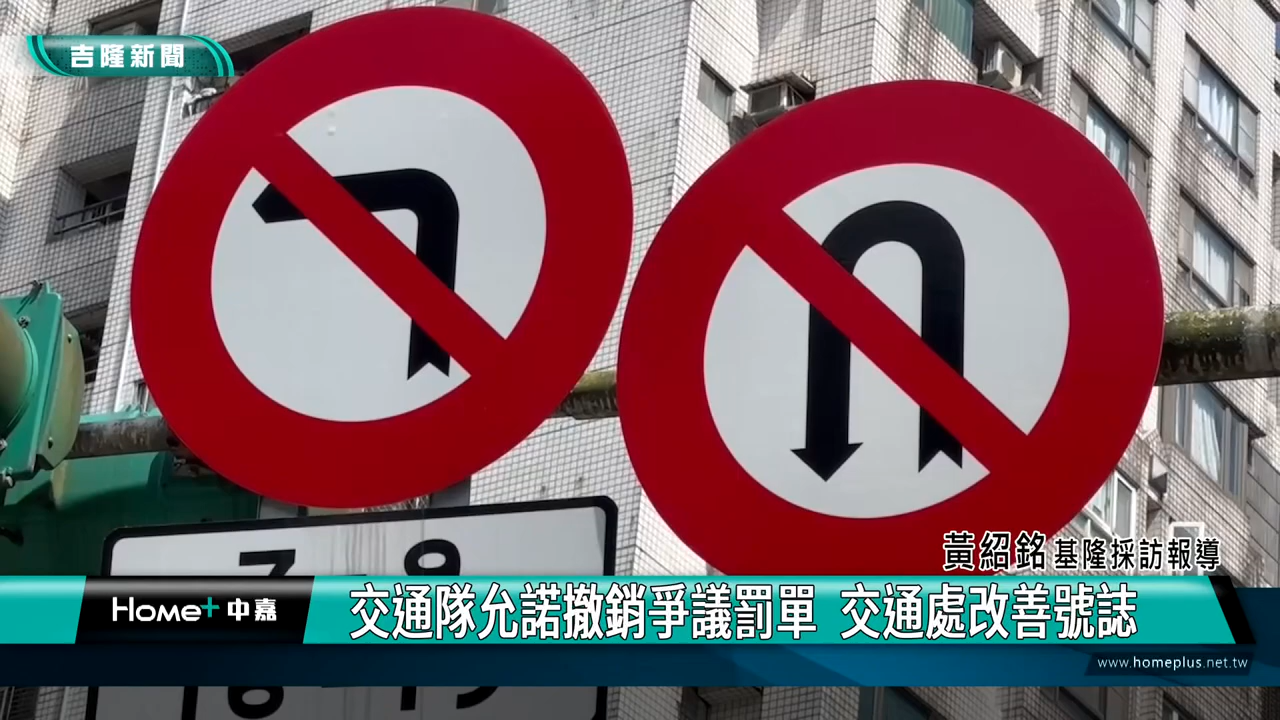 吉隆新聞
7 9
黃紹銘 基隆採訪報導
Home+中嘉
交通隊允諾撤銷爭議罰單 交通處改善號誌
www.homeplus.net.tw